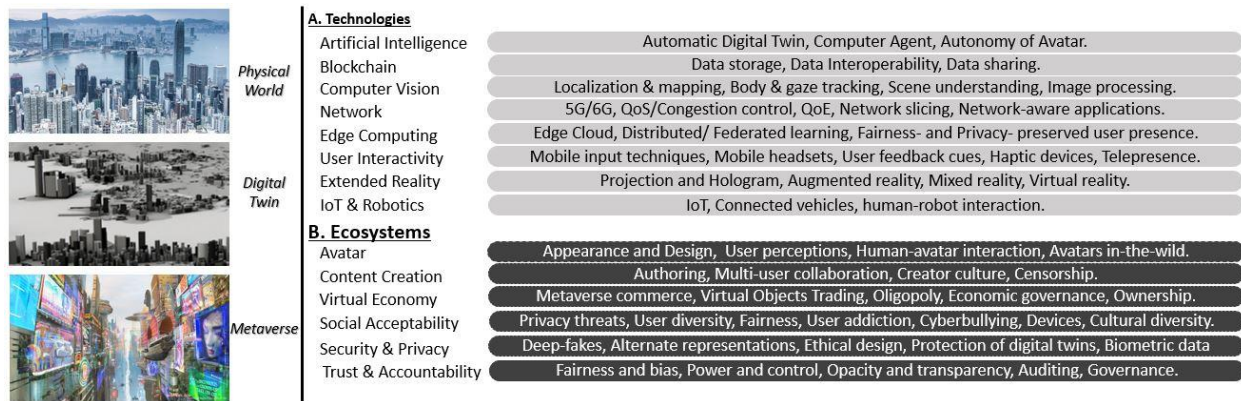 Physical
World
Digital
Twin
Metaverse
A. Technologies
Artificial Intelligence
Automatic Digital Twin, Computer Agent, Autonomy of Avatar.
Blockchain
Data storage, Data Interoperability, Data sharing.
Computer Vision
Localization & mapping, Body & gaze tracking, Scene understanding, Image processing.
Network
5G/6G, QoS/Congestion control, QoE, Network slicing, Network-aware applications.
Edge Computing
Edge Cloud, Distributed/ Federated learning, Fairness- and Privacy- preserved user presence.
User Interactivity
Mobile input techniques, Mobile headsets, User feedback cues, Haptic devices, Telepresence.
Extended Reality
Projection and Hologram, Augmented reality, Mixed reality, Virtual reality.
IoT & Robotics
IoT, Connected vehicles, human-robot interaction.
B. Ecosystems
Avatar
Appearance and Design, User perceptions, Human-avatar interaction, Avatars in-the-wild.
Content Creation
Authoring, Multi-user collaboration, Creator culture, Censorship.
Virtual Economy
Metaverse commerce, Virtual Objects Trading, Oligopoly, Economic governance, Ownership.
Social Acceptability
Privacy threats, User diversity, Fairness, User addiction, Cyberbullying, Devices, Cultural diversity.
Security & Privacy
Deep-fakes, Alternate representations, Ethical design, Protection of digital twins, Biometric data
Trust & Accountability
Fairness and bias, Power and control, Opacity and transparency, Auditing, Governance.